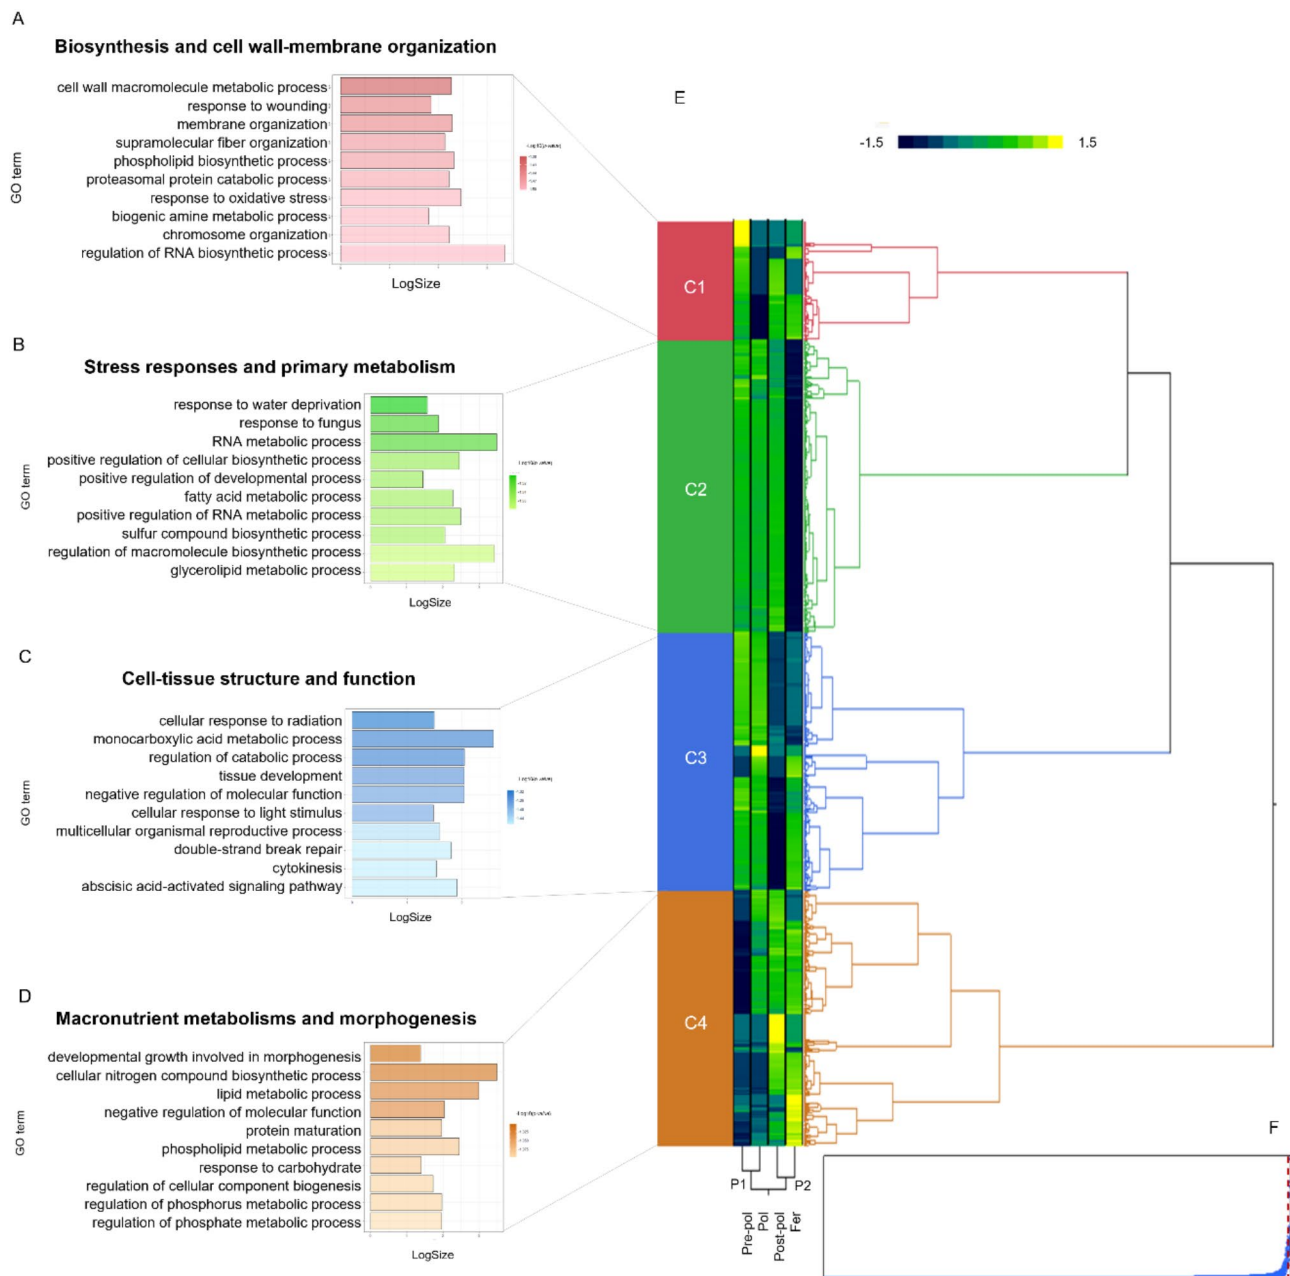 A
Biosynthesis and cell wall-membrane organization
GO term
cell wall macromolecule metabolic process
response to wounding
membrane organization
supramolecular fiber organization
phospholipid biosynthetic process
proteasomal protein catabolic process
response to oxidative stress
biogenic amine metabolic process
chromosome organization
regulation of RNA biosynthetic process
LogSize
B
Stress responses and primary metabolism
GO term
response to water deprivation
response to fungus
RNA metabolic process
positive regulation of cellular biosynthetic process
positive regulation of developmental process
fatty acid metabolic process
positive regulation of RNA metabolic process
sulfur compound biosynthetic process
regulation of macromolecule biosynthetic process
glycerolipid metabolic process
LogSize
C
Cell-tissue structure and function
GO term
cellular response to radiation
monocarboxylic acid metabolic process
regulation of catabolic process
tissue development
negative regulation of molecular function
cellular response to light stimulus
multicellular organismal reproductive process
double-strand break repair
cytokinesis
abscisic acid-activated signaling pathway
LogSize
D
Macronutrient metabolisms and morphogenesis
GO term
developmental growth involved in morphogenesis
cellular nitrogen compound biosynthetic process
lipid metabolic process
negative regulation of molecular function
protein maturation
phospholipid metabolic process
response to carbohydrate
regulation of cellular component biogenesis
regulation of phosphorus metabolic process
regulation of phosphate metabolic process
LogSize
E
-1.5
1.5
C1
C2
C3
C4
P1
P2
Pre-pol
Pol
Post-pol
Fer
F